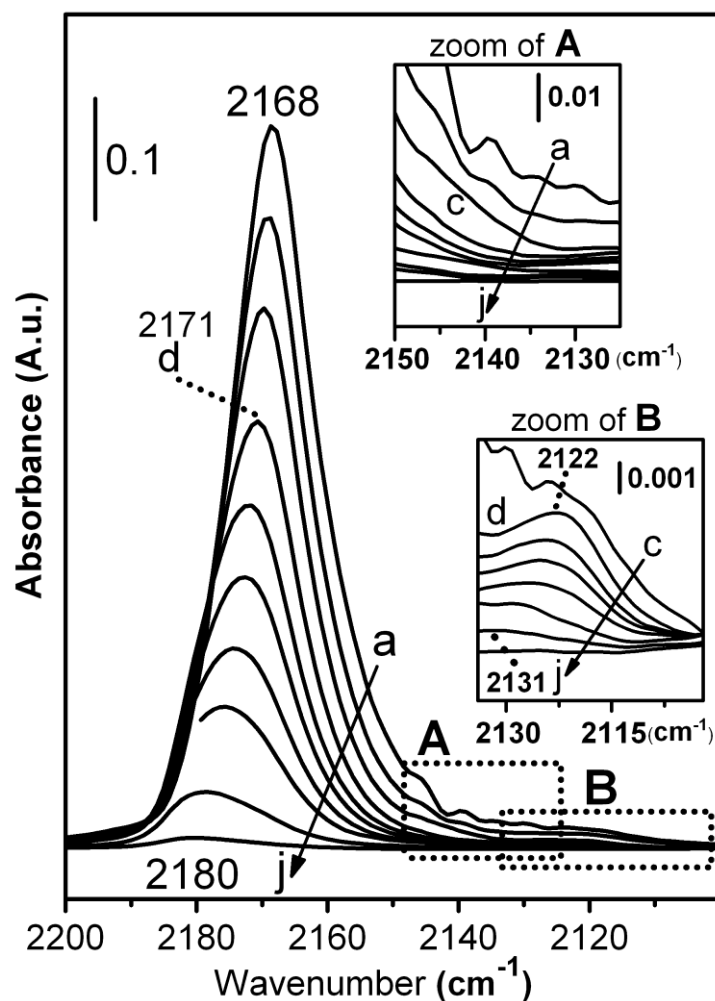 zoom of A
0.01
a
c
j
2150 2140 2130 (cm⁻¹)
2168
0.1
2171
d
zoom of B
2122
0.001
d
c
2131 j
2130 2115 (cm⁻¹)
a
A
B
2180 j
2200 2180 2160 2140 2120
Wavenumber (cm⁻¹)
Absorbance (A.u.)